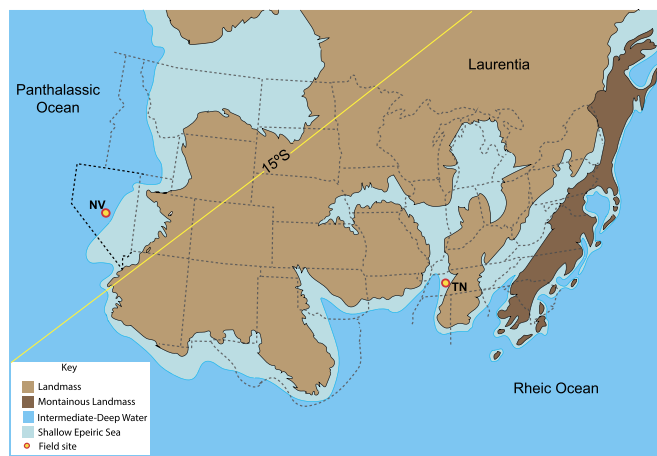 Panthalassic
Ocean
Laurentia
15ºS
NV
TN
Rheic Ocean
Key
Landmass
Montainous Landmass
Intermediate-Deep Water
Shallow Epeiric Sea
Field site